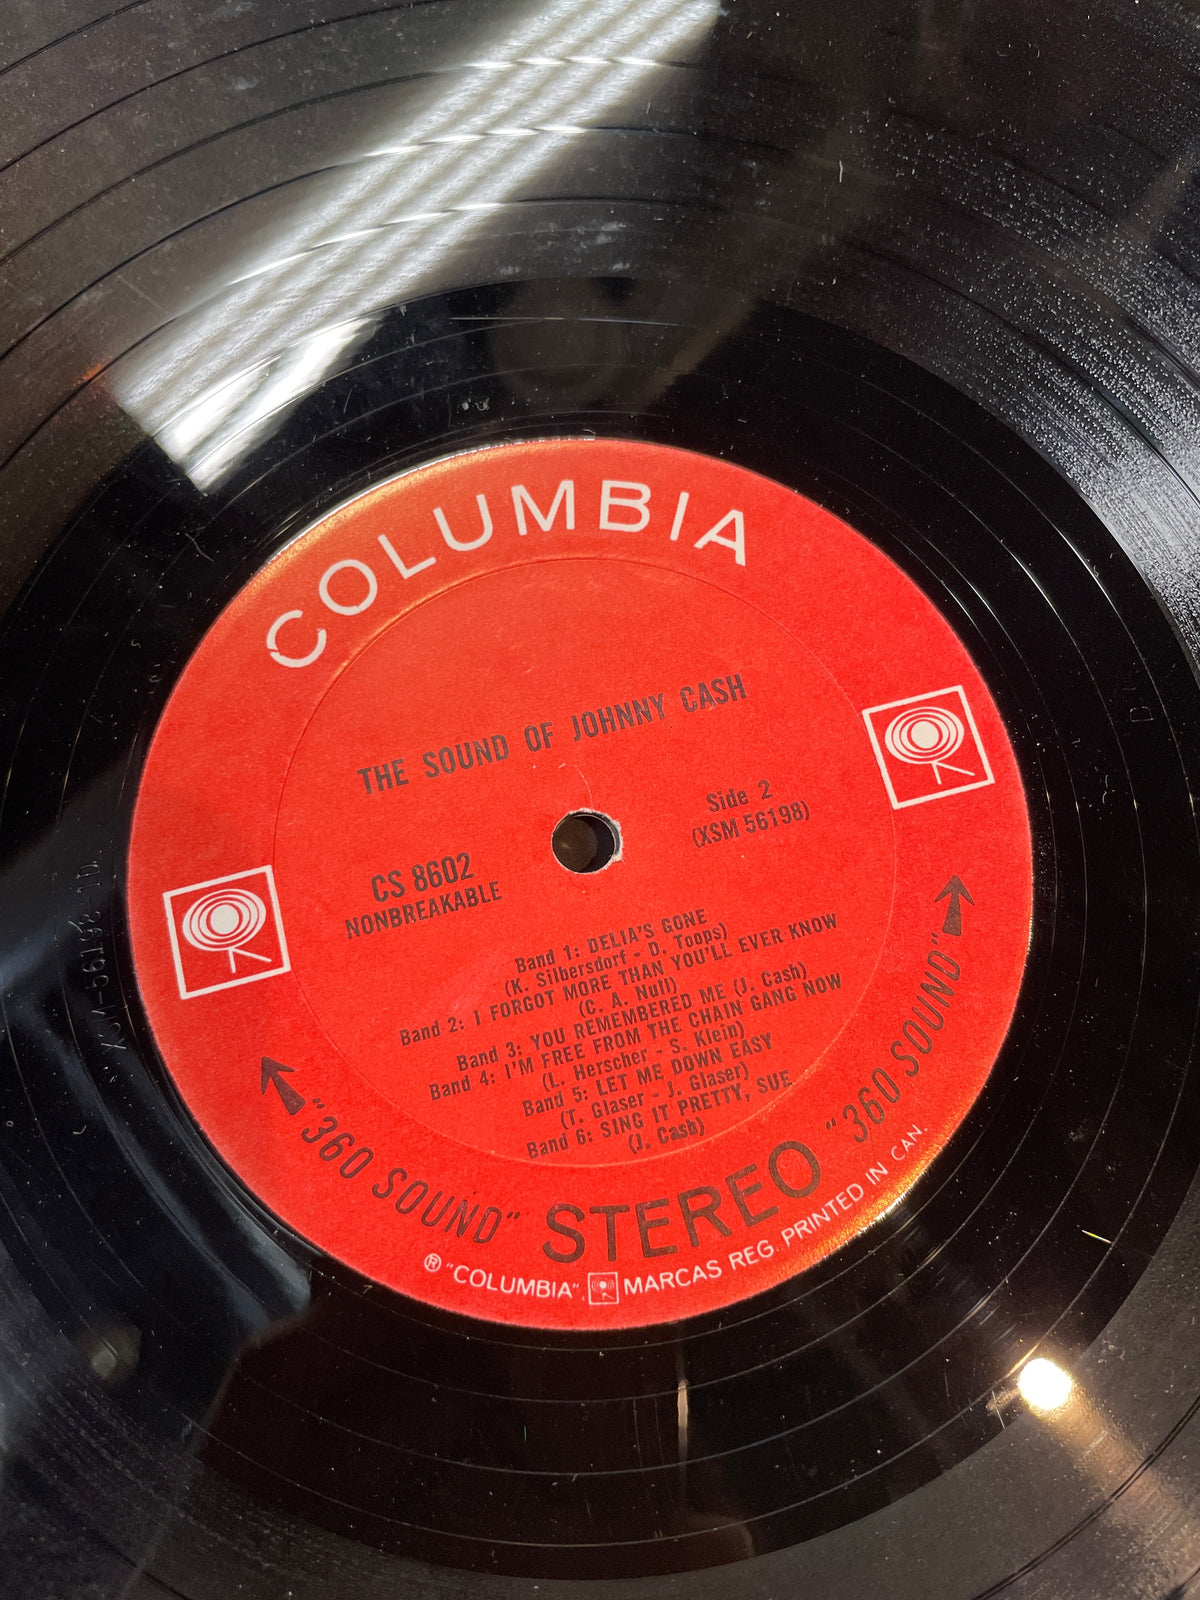 COLUMBIA
THE SOUND OF JOHNNY CASH
Side 2
(XSM 56198)
CS 8602
NONBREAKABLE
Band 1: DELIA'S GONE
(K. Silbersdorf - D. Toops)
Band 2: I FORGOT MORE THAN YOU'LL EVER KNOW
(C. A. Null)
Band 3: YOU REMEMBERED ME (J. Cash)
Band 4: I'M FREE FROM THE CHAIN GANG NOW
(L. Herscher - S. Klein)
Band 5: LET ME DOWN EASY
(T. Glaser - J. Glaser)
Band 6: SING IT PRETTY, SUE
(J. Cash)
"360 SOUND" STEREO "360 SOUND"
® "COLUMBIA", MARCAS REG. PRINTED IN CAN.
XSM-56198-1D
D